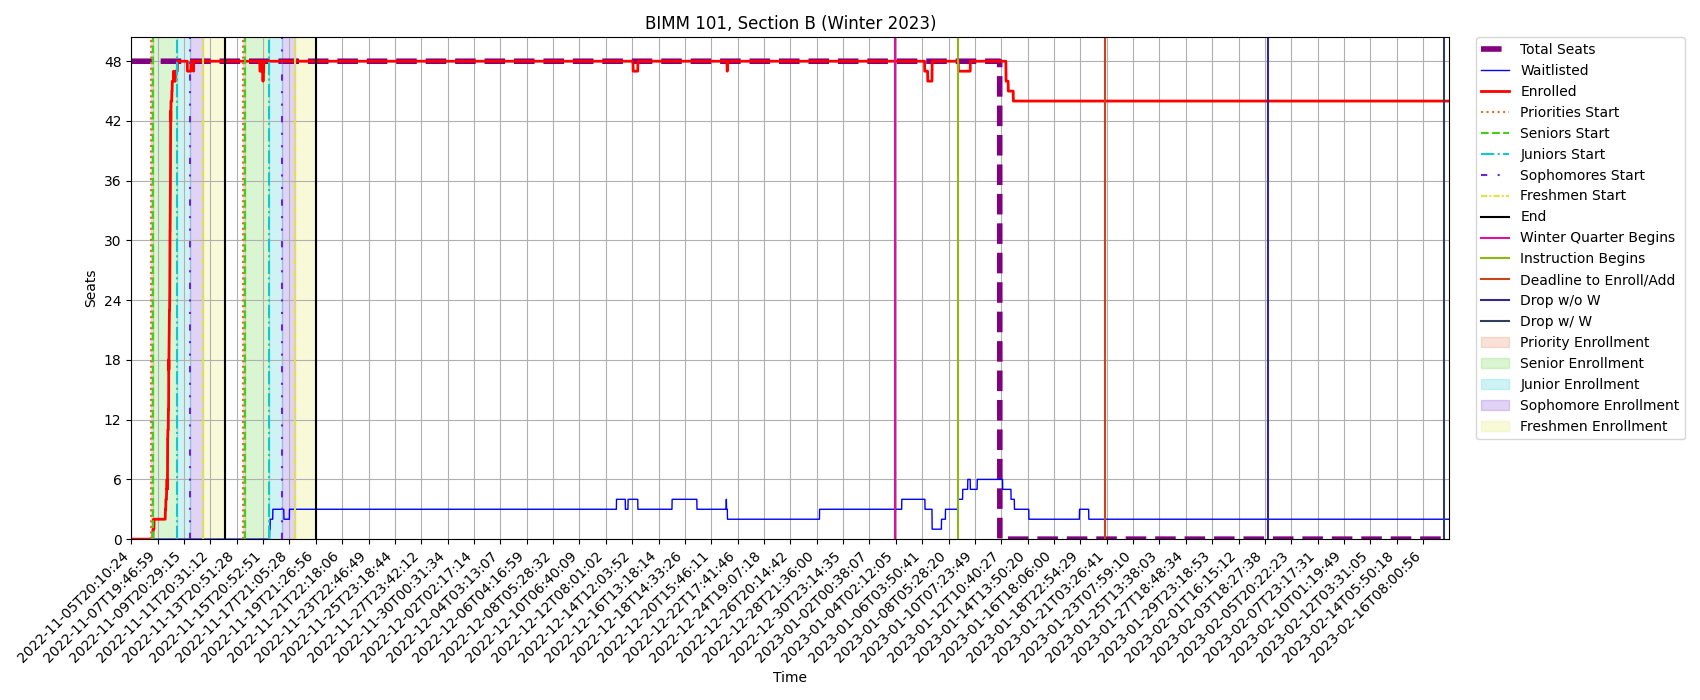 BIMM 101, Section B (Winter 2023)
Seats
48
42
36
30
24
18
12
6
0
2022-11-05T20:10:24
2022-11-07T19:46:59
2022-11-09T20:29:15
2022-11-11T20:31:12
2022-11-13T20:51:28
2022-11-15T20:52:51
2022-11-17T21:05:28
2022-11-19T21:26:56
2022-11-21T22:18:06
2022-11-23T22:46:49
2022-11-25T23:18:44
2022-11-27T23:42:12
2022-11-30T00:31:34
2022-12-02T02:17:14
2022-12-04T03:13:07
2022-12-06T04:16:59
2022-12-08T05:28:32
2022-12-10T06:40:09
2022-12-12T08:01:02
2022-12-14T12:03:52
2022-12-16T13:18:14
2022-12-18T14:33:26
2022-12-20T15:46:11
2022-12-22T17:41:46
2022-12-24T19:07:18
2022-12-26T20:14:42
2022-12-28T21:36:00
2022-12-30T23:14:35
2023-01-02T00:38:07
2023-01-04T02:12:05
2023-01-06T03:50:41
2023-01-08T05:28:20
2023-01-10T07:23:49
2023-01-12T10:40:27
2023-01-14T13:50:20
2023-01-16T18:06:00
2023-01-18T22:54:29
2023-01-21T03:26:41
2023-01-23T07:59:10
2023-01-25T13:38:03
2023-01-27T18:48:34
2023-01-29T23:18:53
2023-02-01T16:15:12
2023-02-03T18:27:38
2023-02-05T20:22:23
2023-02-07T23:17:31
2023-02-10T01:19:49
2023-02-12T03:31:05
2023-02-14T05:50:18
2023-02-16T08:00:56
Time
Total Seats
Waitlisted
Enrolled
Priorities Start
Seniors Start
Juniors Start
Sophomores Start
Freshmen Start
End
Winter Quarter Begins
Instruction Begins
Deadline to Enroll/Add
Drop w/o W
Drop w/ W
Priority Enrollment
Senior Enrollment
Junior Enrollment
Sophomore Enrollment
Freshmen Enrollment